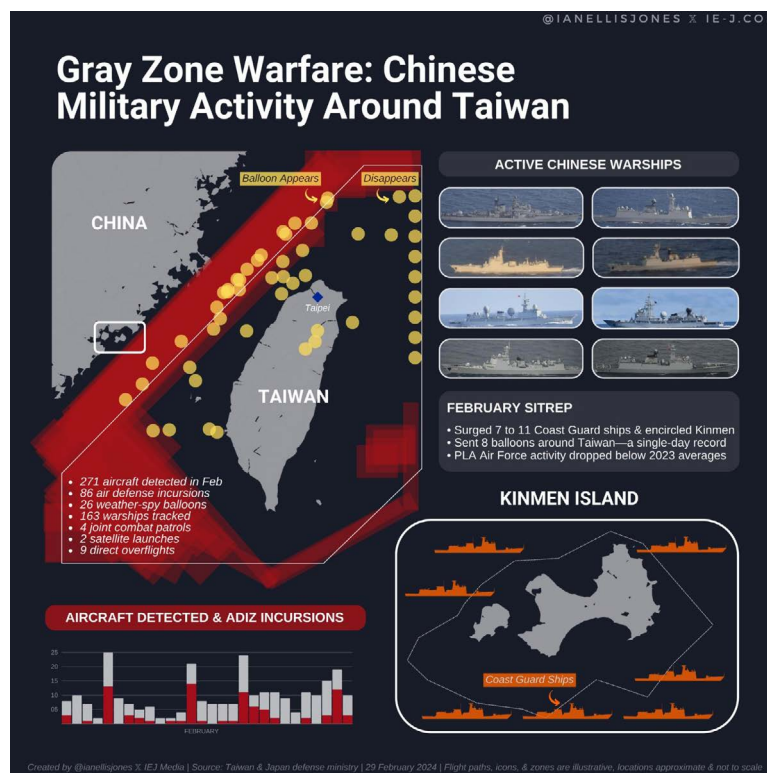 @IANELLISJONES 𝕏 IE-J.CO
Gray Zone Warfare: Chinese
Military Activity Around Taiwan
Balloon Appears
Disappears
CHINA
Taipei
TAIWAN
• 271 aircraft detected in Feb
• 86 air defense incursions
• 26 weather-spy balloons
• 163 warships tracked
• 4 joint combat patrols
• 2 satellite launches
• 9 direct overflights
ACTIVE CHINESE WARSHIPS
FEBRUARY SITREP
• Surged 7 to 11 Coast Guard ships & encircled Kinmen
• Sent 8 balloons around Taiwan—a single-day record
• PLA Air Force activity dropped below 2023 averages
KINMEN ISLAND
Coast Guard Ships
AIRCRAFT DETECTED & ADIZ INCURSIONS
25
20
15
10
05
FEBRUARY
Created by @ianellisjones 𝕏 IEJ Media | Source: Taiwan & Japan defense ministry | 29 February 2024 | Flight paths, icons, & zones are illustrative, locations approximate & not to scale